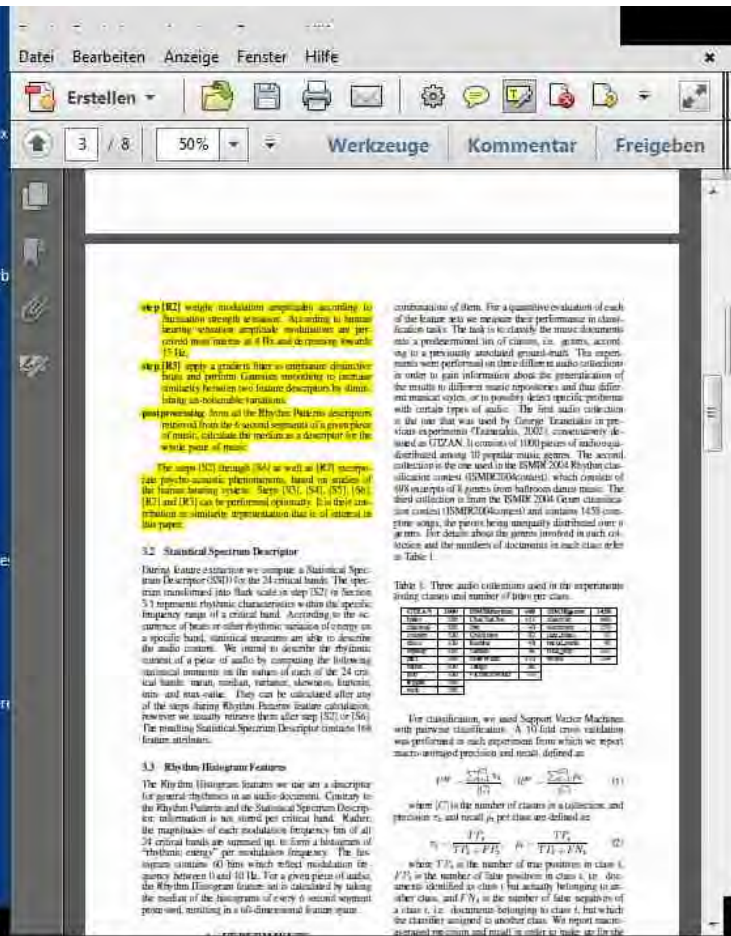 Datei Bearbeiten Anzeige Fenster Hilfe
Erstellen
3 / 8 50% Werkzeuge Kommentar Freigeben
step [R2] weight modulation amplitudes according to
fluctuation strength sensation. According to human
hearing sensation amplitude modulations are per-
ceived most intense at 4 Hz and decreasing towards
15 Hz.
step [R3] apply a gradient filter to emphasize distinctive
beats and perform Gaussian smoothing to increase
similarity between two feature descriptors by dimin-
ishing un-noticeable variations.
postprocessing from all the Rhythm Patterns descriptors
retrieved from the 6 second segments of a given piece
of music, calculate the median as a descriptor for the
whole piece of music.
The steps [S2] through [S6] as well as [R2] incorpo-
rate psycho-acoustic phenomenons, based on studies of
the human hearing system. Steps [S3], [S4], [S5], [S6],
[R2] and [R3] can be performed optionally. It is their con-
tribution to similarity representation that is of interest in
this paper.
3.2 Statistical Spectrum Descriptor
During feature extraction we compute a Statistical Spec-
trum Descriptor (SSD) for the 24 critical bands. The spec-
trum transformed into Bark scale in step [S2] in Section
3.1 represents rhythmic characteristics within the specific
frequency range of a critical band. According to the oc-
currence of beats or other rhythmic variation of energy on
a specific band, statistical measures are able to describe
the audio content. We intend to describe the rhythmic
content of a piece of audio by computing the following
statistical moments on the values of each of the 24 crit-
ical bands: mean, median, variance, skewness, kurtosis,
min- and max-value. They can be calculated after any
of the steps during Rhythm Patterns feature calculation,
however we usually retrieve them after step [S2] or [S6].
The resulting Statistical Spectrum Descriptor contains 168
feature attributes.
3.3 Rhythm Histogram Features
The Rhythm Histogram features we use are a descriptor
for general rhythmics in an audio document. Contrary to
the Rhythm Patterns and the Statistical Spectrum Descrip-
tor, information is not stored per critical band. Rather,
the magnitudes of each modulation frequency bin of all
24 critical bands are summed up, to form a histogram of
"rhythmic energy" per modulation frequency. The his-
togram contains 60 bins which reflect modulation fre-
quency between 0 and 10 Hz. For a given piece of audio,
the Rhythm Histogram feature set is calculated by taking
the median of the histograms of every 6 second segment
processed, resulting in a 60-dimensional feature space.
combinations of them. For a quantitative evaluation of each
of the feature sets we measure their performance in classi-
fication tasks. The task is to classify the music documents
into a predetermined list of classes, i.e. genres, accord-
ing to a previously annotated ground-truth. The experi-
ments were performed on three different audio collections
in order to gain information about the generalization of
the results to different music repositories and thus differ-
ent musical styles, or to possibly detect specific problems
with certain types of audio. The first audio collection
is the one that was used by George Tzanetakis in pre-
vious experiments (Tzanetakis, 2002), consecutively de-
noted as GTZAN. It consists of 1000 pieces of audio equi-
distributed among 10 popular music genres. The second
collection is the one used in the ISMIR 2004 Rhythm clas-
sification contest (ISMIR2004contest), which consists of
698 excerpts of 8 genres from ballroom dance music. The
third collection is from the ISMIR 2004 Genre classifica-
tion contest (ISMIR2004contest) and contains 1458 com-
plete songs, the pieces being unequally distributed over 6
genres. For details about the genres involved in each col-
lection and the numbers of documents in each class refer
to Table 1.
Table 1. Three audio collections used in the experiments
listing classes and number of titles per class.
GTZAN 1000 ISMIRrhythm 698 ISMIRgenre 1458
For classification, we used Support Vector Machines
with pairwise classification. A 10-fold cross validation
was performed in each experiment from which we report
macro-averaged precision and recall, defined as:
(1)
where |C| is the number of classes in a collection, and
precision and recall per class are defined as:
(2)
where TP is the number of true positives in class i,
FP is the number of false positives in class i, i.e. doc-
uments identified as class i but actually belonging to an-
other class, and FN is the number of false negatives of
a class i, i.e. documents belonging to class i, but which
the classifier assigned to another class. We report macro-
averaged precision and recall in order to make up for the